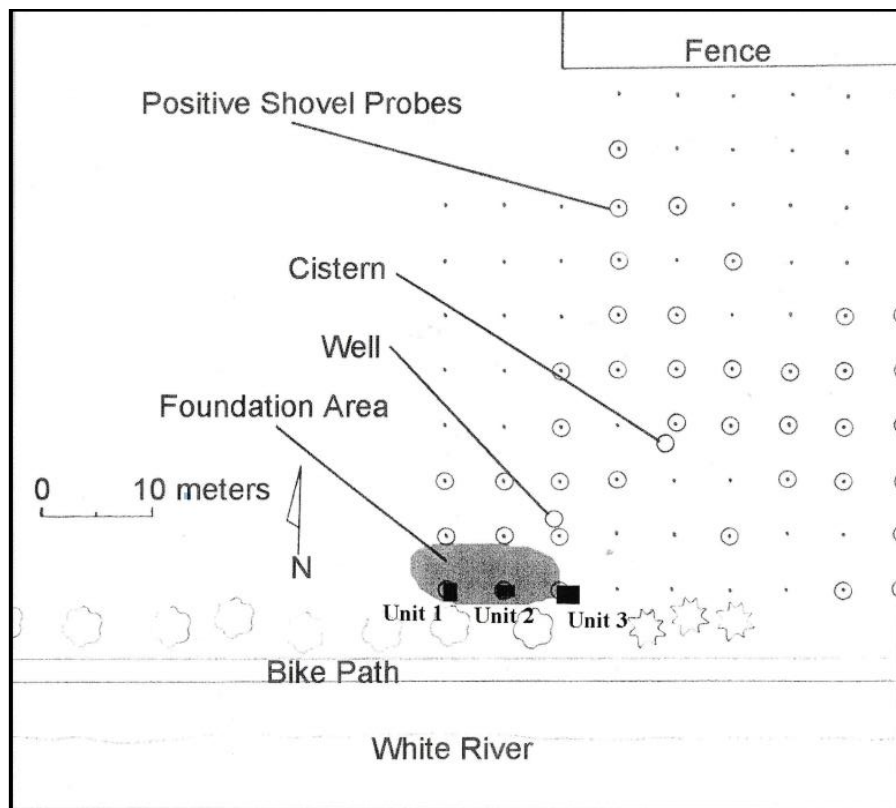 Fence
Positive Shovel Probes
Cistern
Well
Foundation Area
0 10 meters
N
Unit 1 Unit 2 Unit 3
Bike Path
White River